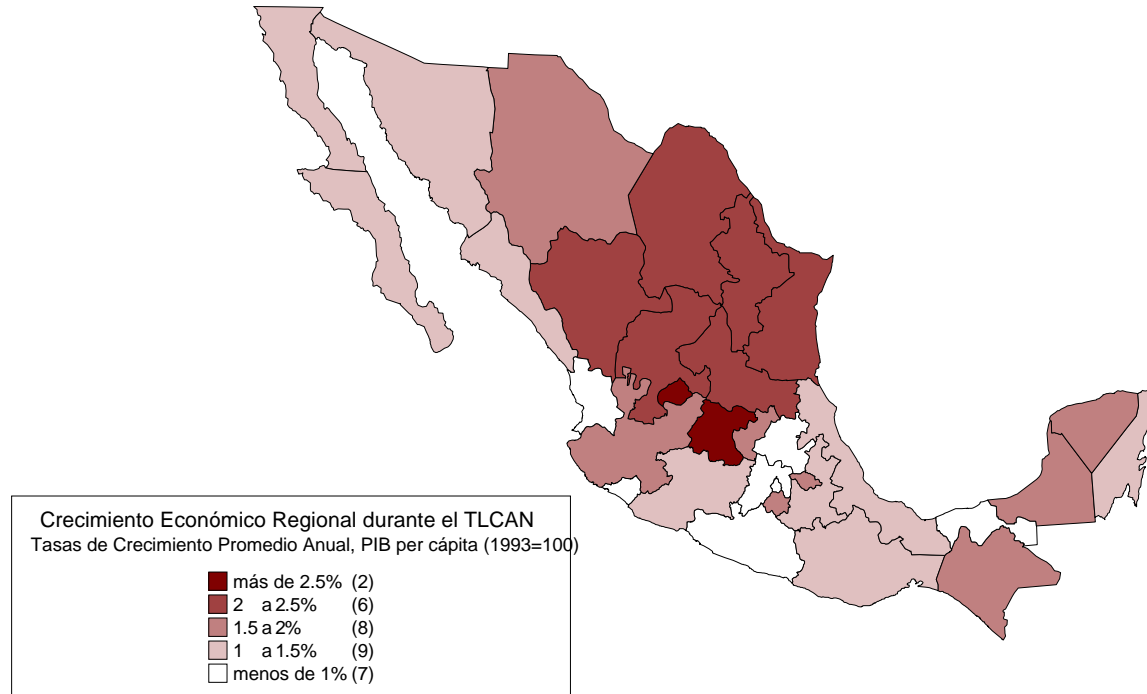 Crecimiento Económico Regional durante el TLCAN
Tasas de Crecimiento Promedio Anual, PIB per cápita (1993=100)
más de 2.5% (2)
2 a 2.5% (6)
1.5 a 2% (8)
1 a 1.5% (9)
menos de 1% (7)